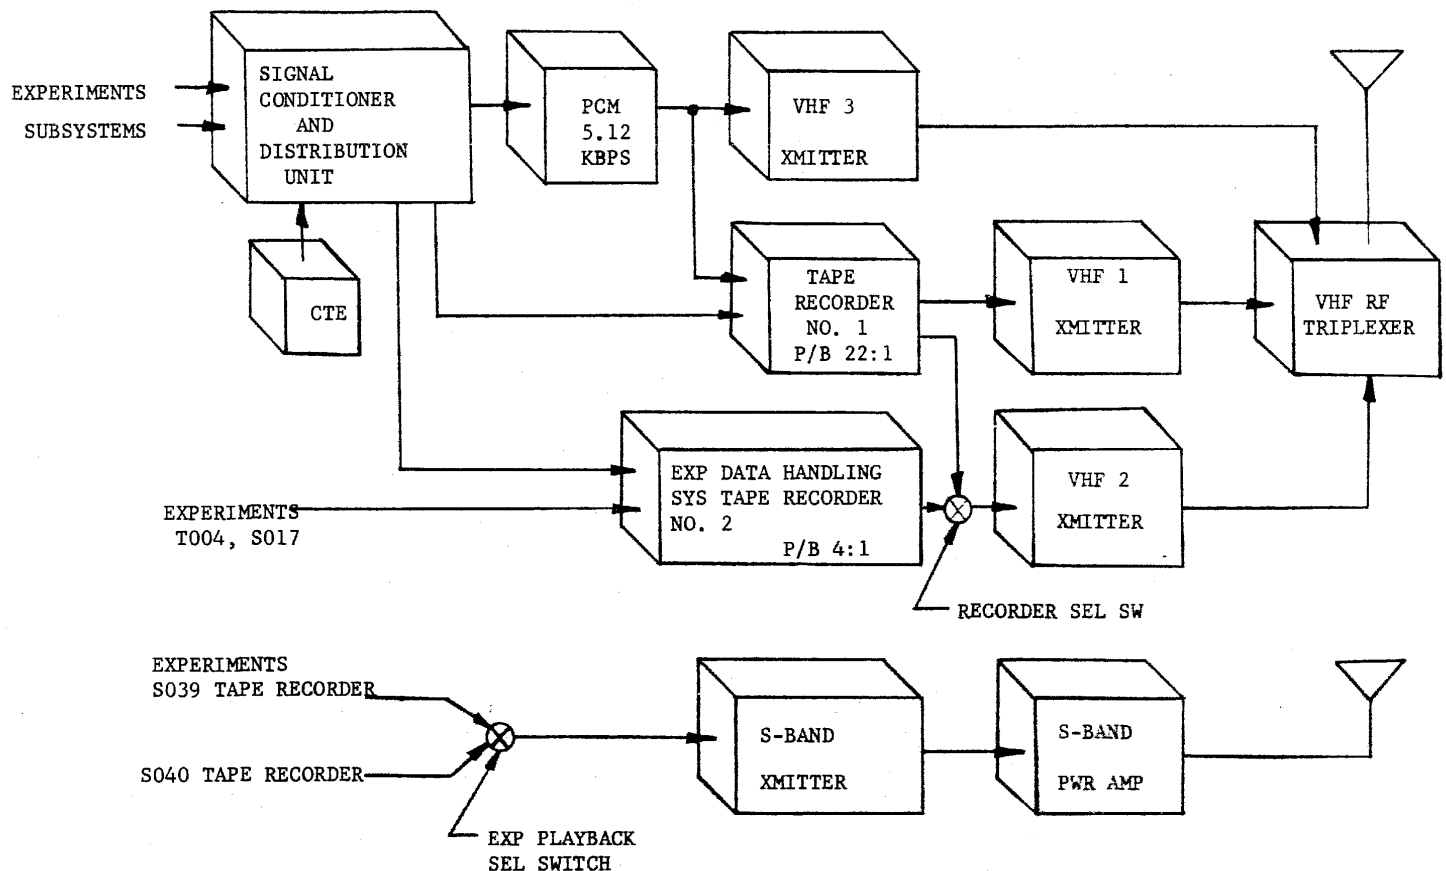 EXPERIMENTS
SUBSYSTEMS
SIGNAL
CONDITIONER
AND
DISTRIBUTION
UNIT
CTE
PCM
5.12
KBPS
VHF 3
XMITTER
TAPE
RECORDER
NO. 1
P/B 22:1
VHF 1
XMITTER
VHF RF
TRIPLEXER
EXPERIMENTS
T004, S017
EXP DATA HANDLING
SYS TAPE RECORDER
NO. 2
P/B 4:1
VHF 2
XMITTER
RECORDER SEL SW
EXPERIMENTS
S039 TAPE RECORDER
S040 TAPE RECORDER
EXP PLAYBACK
SEL SWITCH
S-BAND
XMITTER
S-BAND
PWR AMP